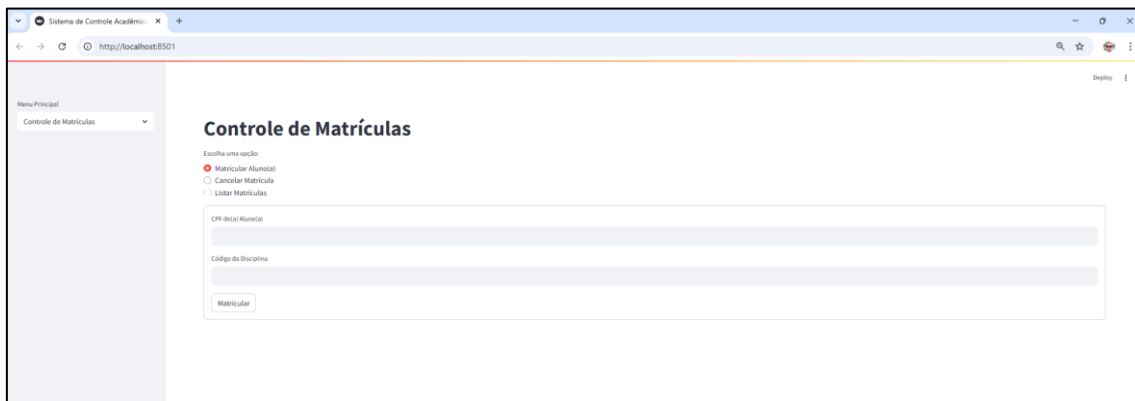 Sistema de Controle Acadêmic
http://localhost:8501
Deploy
Menu Principal
Controle de Matrículas
Controle de Matrículas
Escolha uma opção:
Matricular Aluno(a)
Cancelar Matrícula
Listar Matrículas
CPF do(a) Aluno(a)
Código da Disciplina
Matricular